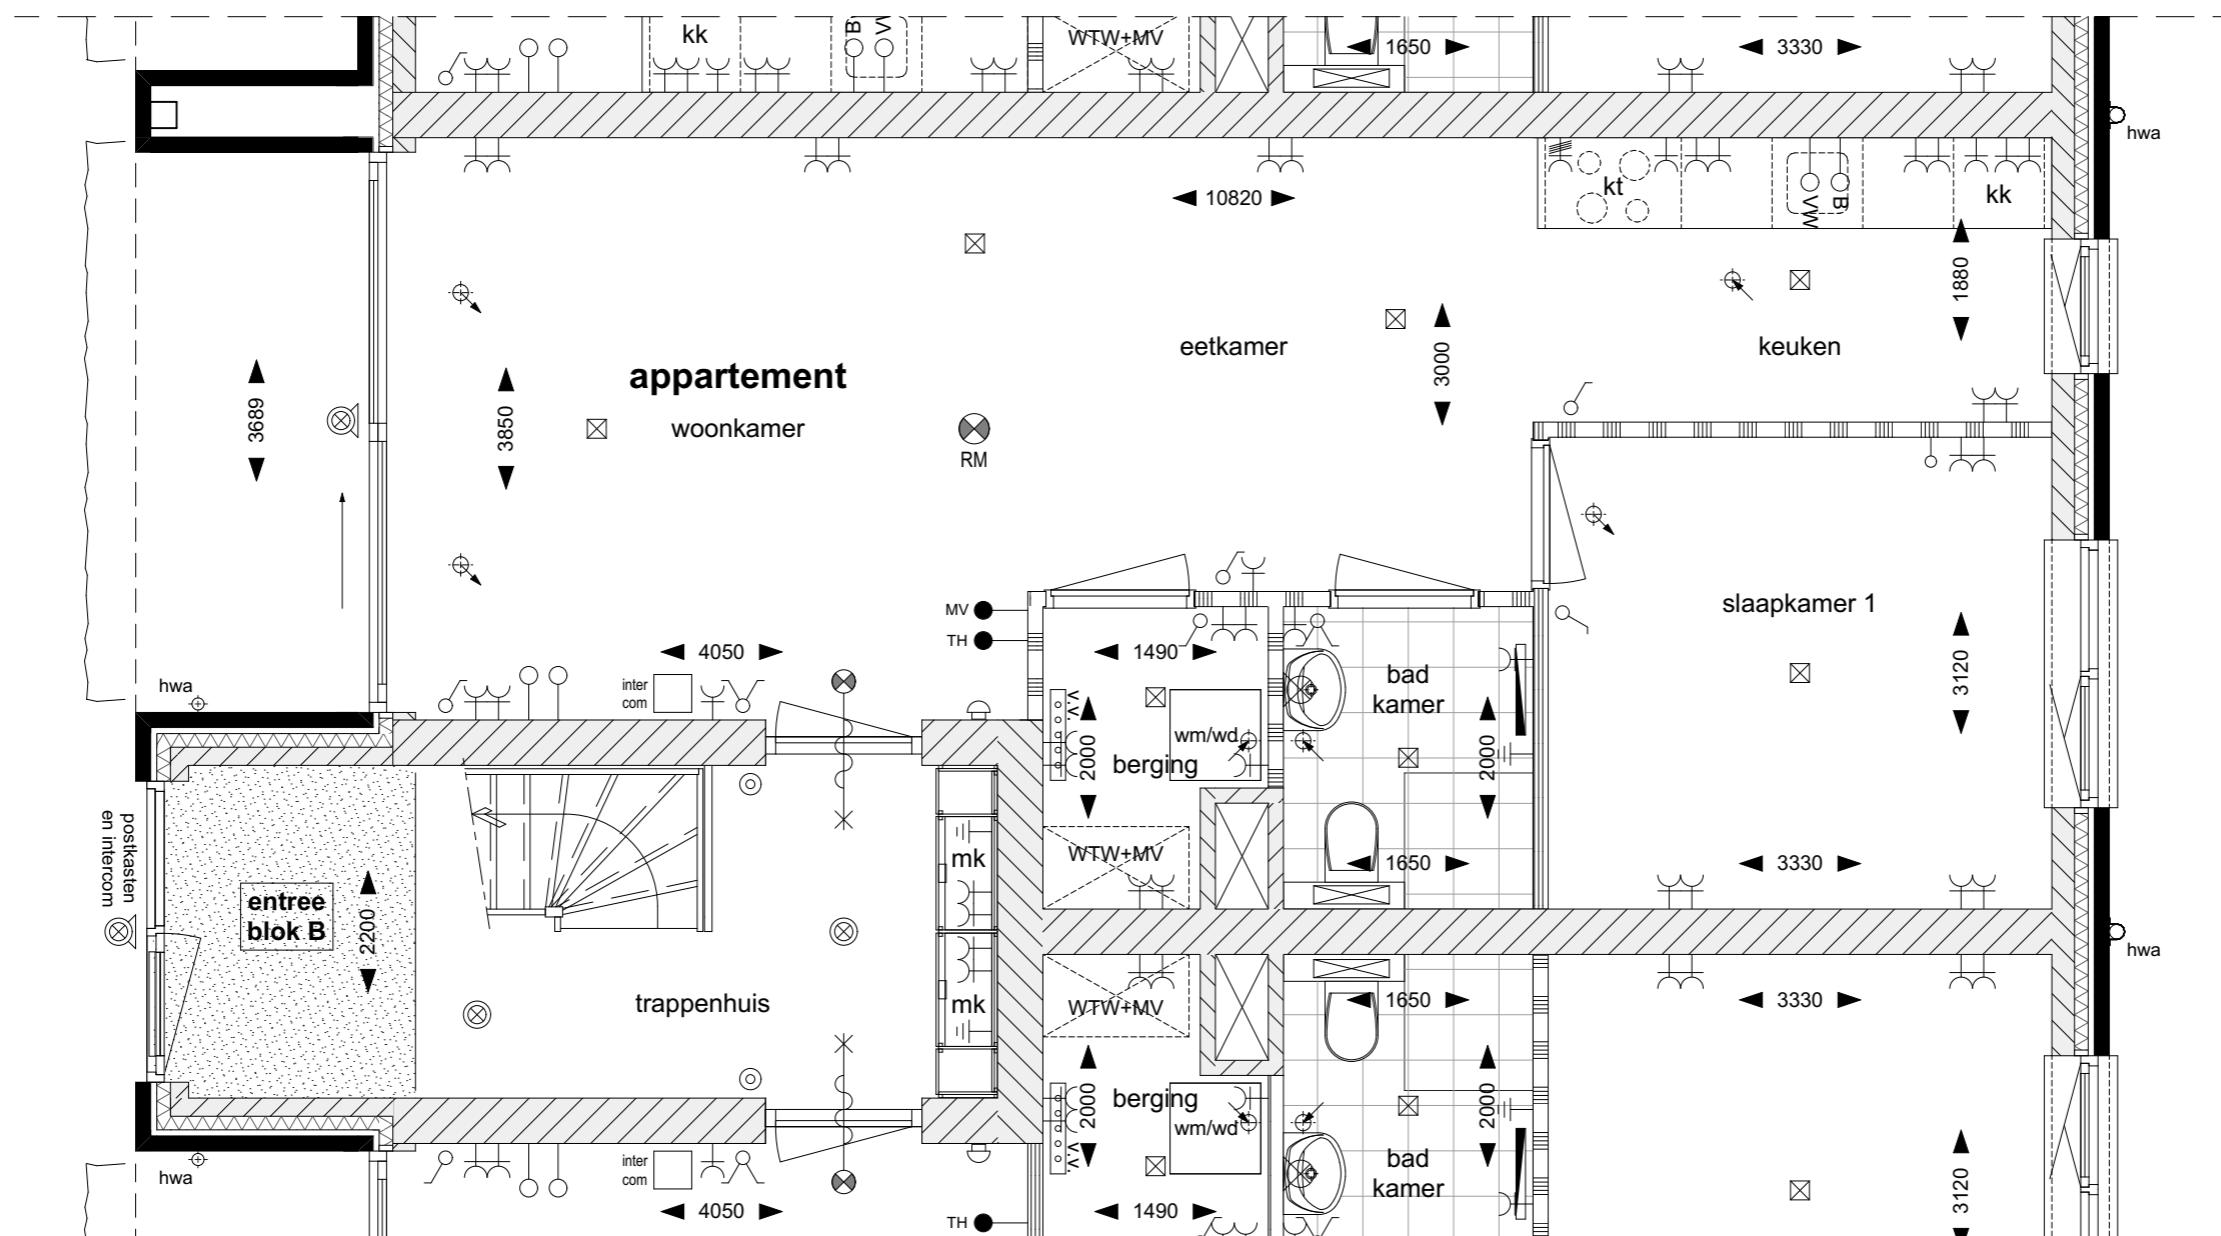 kk
B
WTW+MV
1650
3330
hwa
10820
kt
VW
B
kk
1880
eetkamer
3000
keuken
appartement
woonkamer
3689
3850
RM
slaapkamer 1
MV
TH
4050
1490
3120
hwa
inter
com
bad
kamer
v.v.
wm/wd
2000
berging
2000
postkasten
en intercom
WTW+MV
mk
1650
3330
entree
blok B
2200
hwa
trappenhuis
mk
WTW+MV
1650
3330
berging
2000
wm/wd
2000
v.v.
bad
kamer
hwa
inter
com
4050
TH
1490
3120